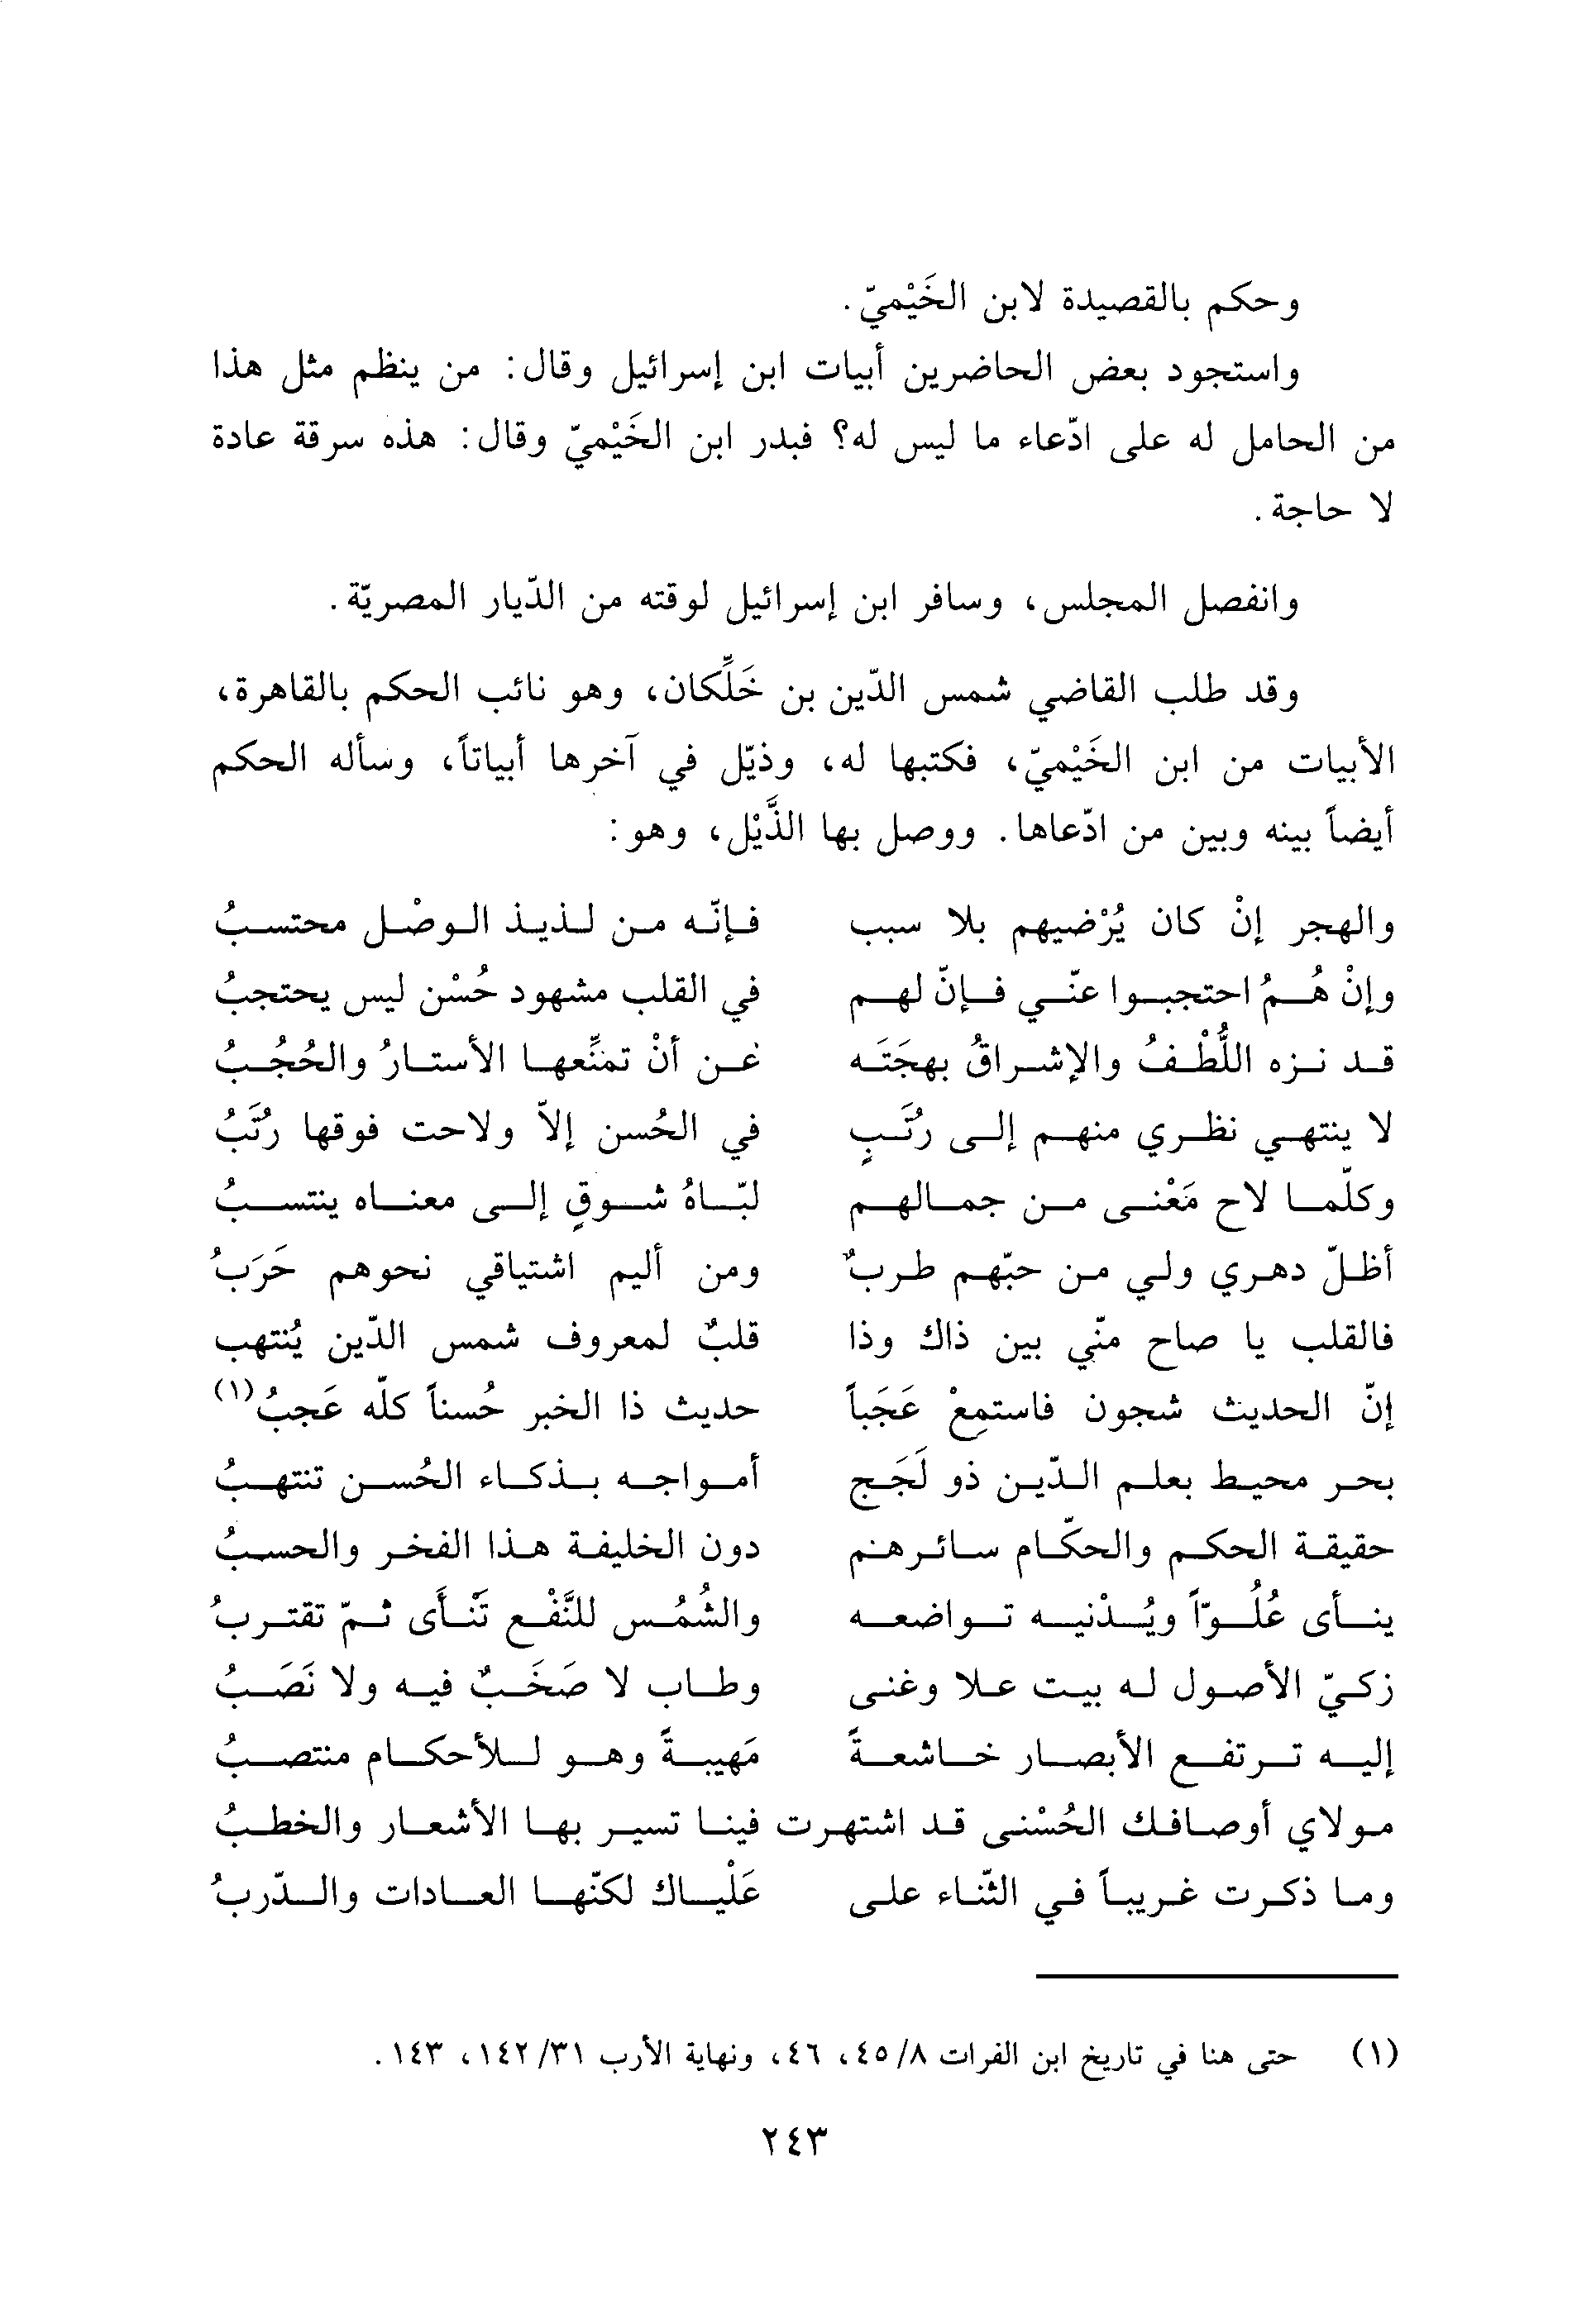 وحكم بالقصيدة لابن الخَيْميّ.
واستجود بعض الحاضرين أبيات ابن إسرائيل وقال: من ينظم مثل هذا
من الحامل له على ادّعاء ما ليس له؟ فبدر ابن الخَيْميّ وقال: هذه سرقة عادة
لا حاجة.
وانفصل المجلس، وسافر ابن إسرائيل لوقته من الدّيار المصريّة.
وقد طلب القاضي شمس الدّين بن خَلِّكان، وهو نائب الحكم بالقاهرة،
الأبيات من ابن الخَيْميّ، فكتبها له، وذيّل في آخرها أبياتاً، وسأله الحكم
أيضاً بينه وبين من ادّعاها. ووصل بها الذَّيْل، وهو:
والهجر إنْ كان يُرْضيهم بلا سبب فإنّه من لذيذ الوصْل محتسبُ
وإنْ هُمُ احتجبوا عنّي فإنّ لهم في القلب مشهود حُسْن ليس يحتجبُ
قد نزه اللُّطْفُ والإشراقُ بهجَتَه عن أنْ تمنِّعها الأستارُ والحُجُبُ
لا ينتهي نظري منهم إلى رُتَبٍ في الحُسن إلاّ ولاحت فوقها رُتَبُ
وكلّما لاح مَعْنى من جمالهم لبّاهُ شوقٍ إلى معناه ينتسبُ
أظلّ دهري ولي من حبّهم طربٌ ومن أليم اشتياقي نحوهم حَرَبُ
فالقلب يا صاح منّي بين ذاك وذا قلبٌ لمعروف شمس الدّين يُنتهب
إنّ الحديث شجون فاستمِعْ عَجَباً حديث ذا الخبر حُسناً كلّه عَجبُ(١)
بحر محيط بعلم الدّين ذو لَجَج أمواجه بذكاء الحُسن تنتهبُ
حقيقة الحكم والحكّام سائرهم دون الخليفة هذا الفخر والحسبُ
ينأى عُلُوّاً ويُدْنيه تواضعه والشُمُس للنَّفْع تَنْأَى ثمّ تقتربُ
زكيّ الأصول له بيت علا وغنى وطاب لا صَخَبٌ فيه ولا نَصَبُ
إليه ترتفع الأبصار خاشعةً مَهيبةً وهو للأحكام منتصبُ
مولاي أوصافك الحُسْنى قد اشتهرت فينا تسير بها الأشعار والخطبُ
وما ذكرت غريباً في الثّناء على عَلْياك لكنّها العادات والدّربُ
(١) حتى هنا في تاريخ ابن الفرات ٤٥/٨، ٤٦، ونهاية الأرب ١٤٢/٣١، ١٤٣.
٢٤٣